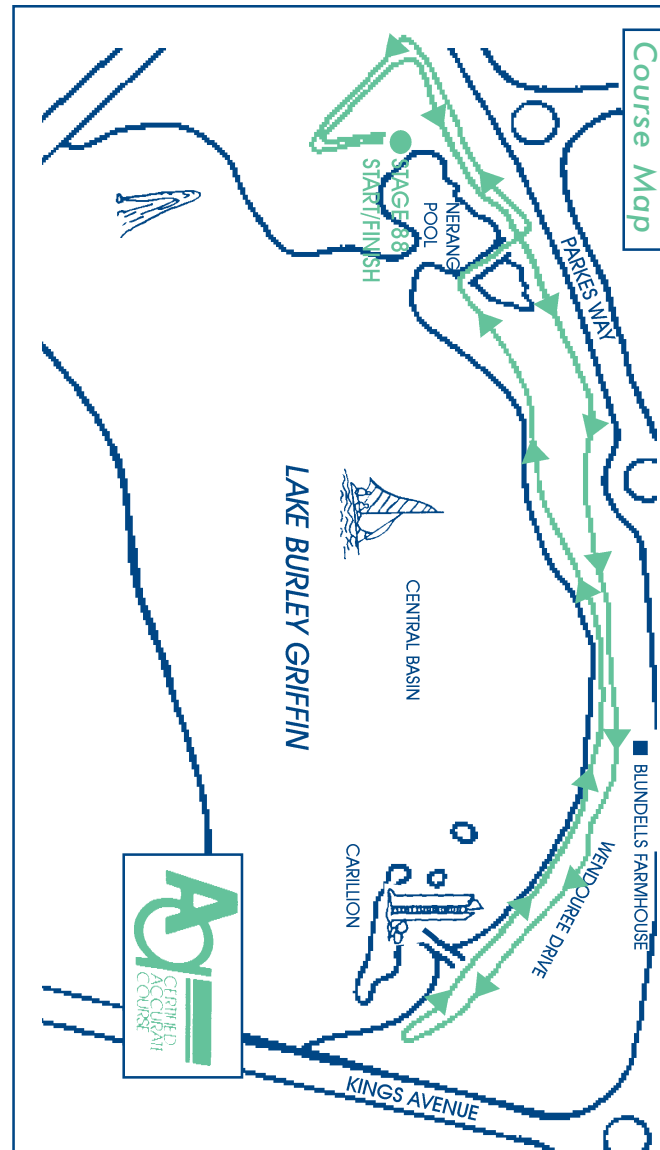 Course Map
PARKES WAY
STAGE 88
START/FINISH
NERANG
POOL
LAKE BURLEY GRIFFIN
CENTRAL BASIN
BLUNDELLS FARMHOUSE
WENDOUREE DRIVE
CARILLION
KINGS AVENUE
CERTIFIED
ACCURATE
COURSE